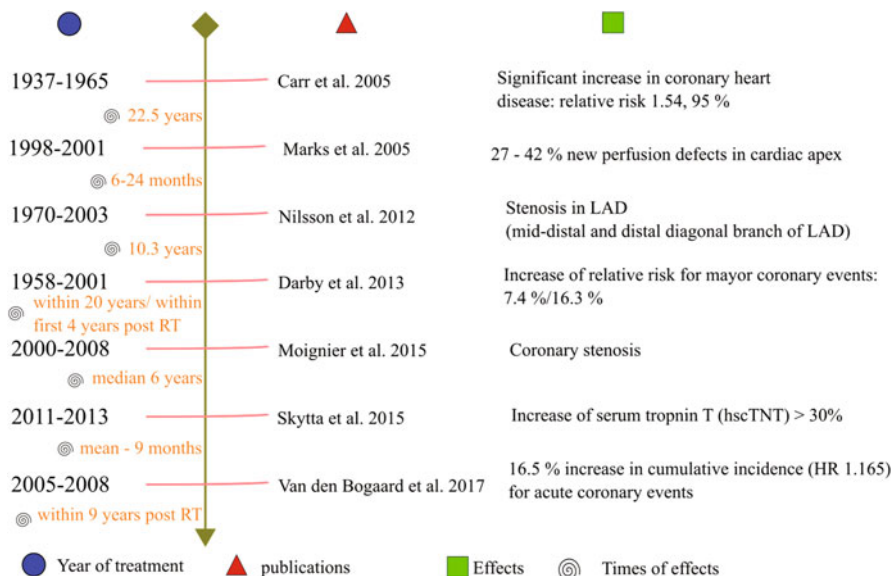 1937-1965
Carr et al. 2005
Significant increase in coronary heart
disease: relative risk 1.54, 95 %
22.5 years
1998-2001
Marks et al. 2005
27 - 42 % new perfusion defects in cardiac apex
6-24 months
1970-2003
Nilsson et al. 2012
Stenosis in LAD
(mid-distal and distal diagonal branch of LAD)
10.3 years
1958-2001
Darby et al. 2013
Increase of relative risk for mayor coronary events:
7.4 %/16.3 %
within 20 years/ within
first 4 years post RT
2000-2008
Moignier et al. 2015
Coronary stenosis
median 6 years
2011-2013
Skytta et al. 2015
Increase of serum tropnin T (hscTNT) > 30%
mean - 9 months
2005-2008
Van den Bogaard et al. 2017
16.5 % increase in cumulative incidence (HR 1.165)
for acute coronary events
within 9 years post RT
Year of treatment
publications
Effects
Times of effects